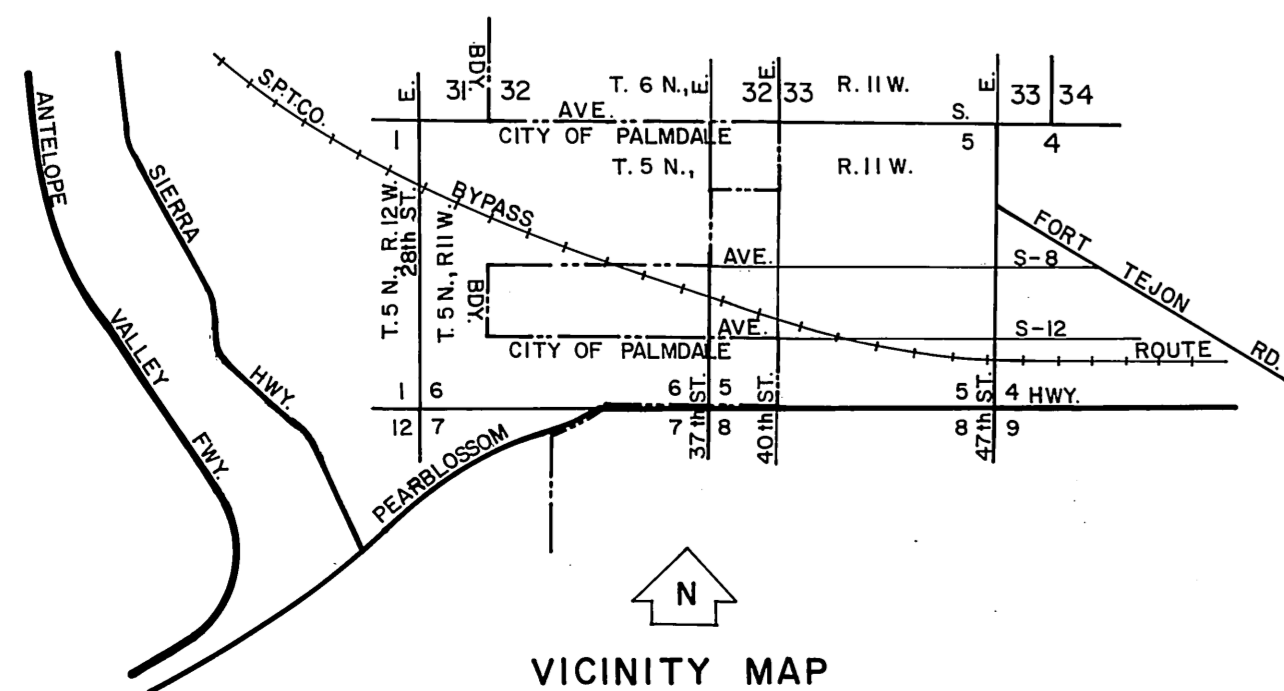 ANTELOPE
VALLEY
FWY.
SIERRA
HWY.
S.P.T.CO.
BYPASS
ROUTE
28th ST. E.
BDY.
31 32
T. 6 N.,
E.
32 33
E.
R. 11 W.
E.
33 34
AVE. S.
CITY OF PALMDALE
1
5 4
T. 5 N., R. 11 W.
T. 5 N., R. 12 W.
T. 5 N., R 11 W.
BDY.
AVE. S-8
AVE. S-12
CITY OF PALMDALE
FORT TEJON RD.
1 6
12 7
6 5
7 8
37th ST.
40th ST.
47th ST.
5 4
8 9
PEARBLOSSOM HWY.
N
VICINITY MAP